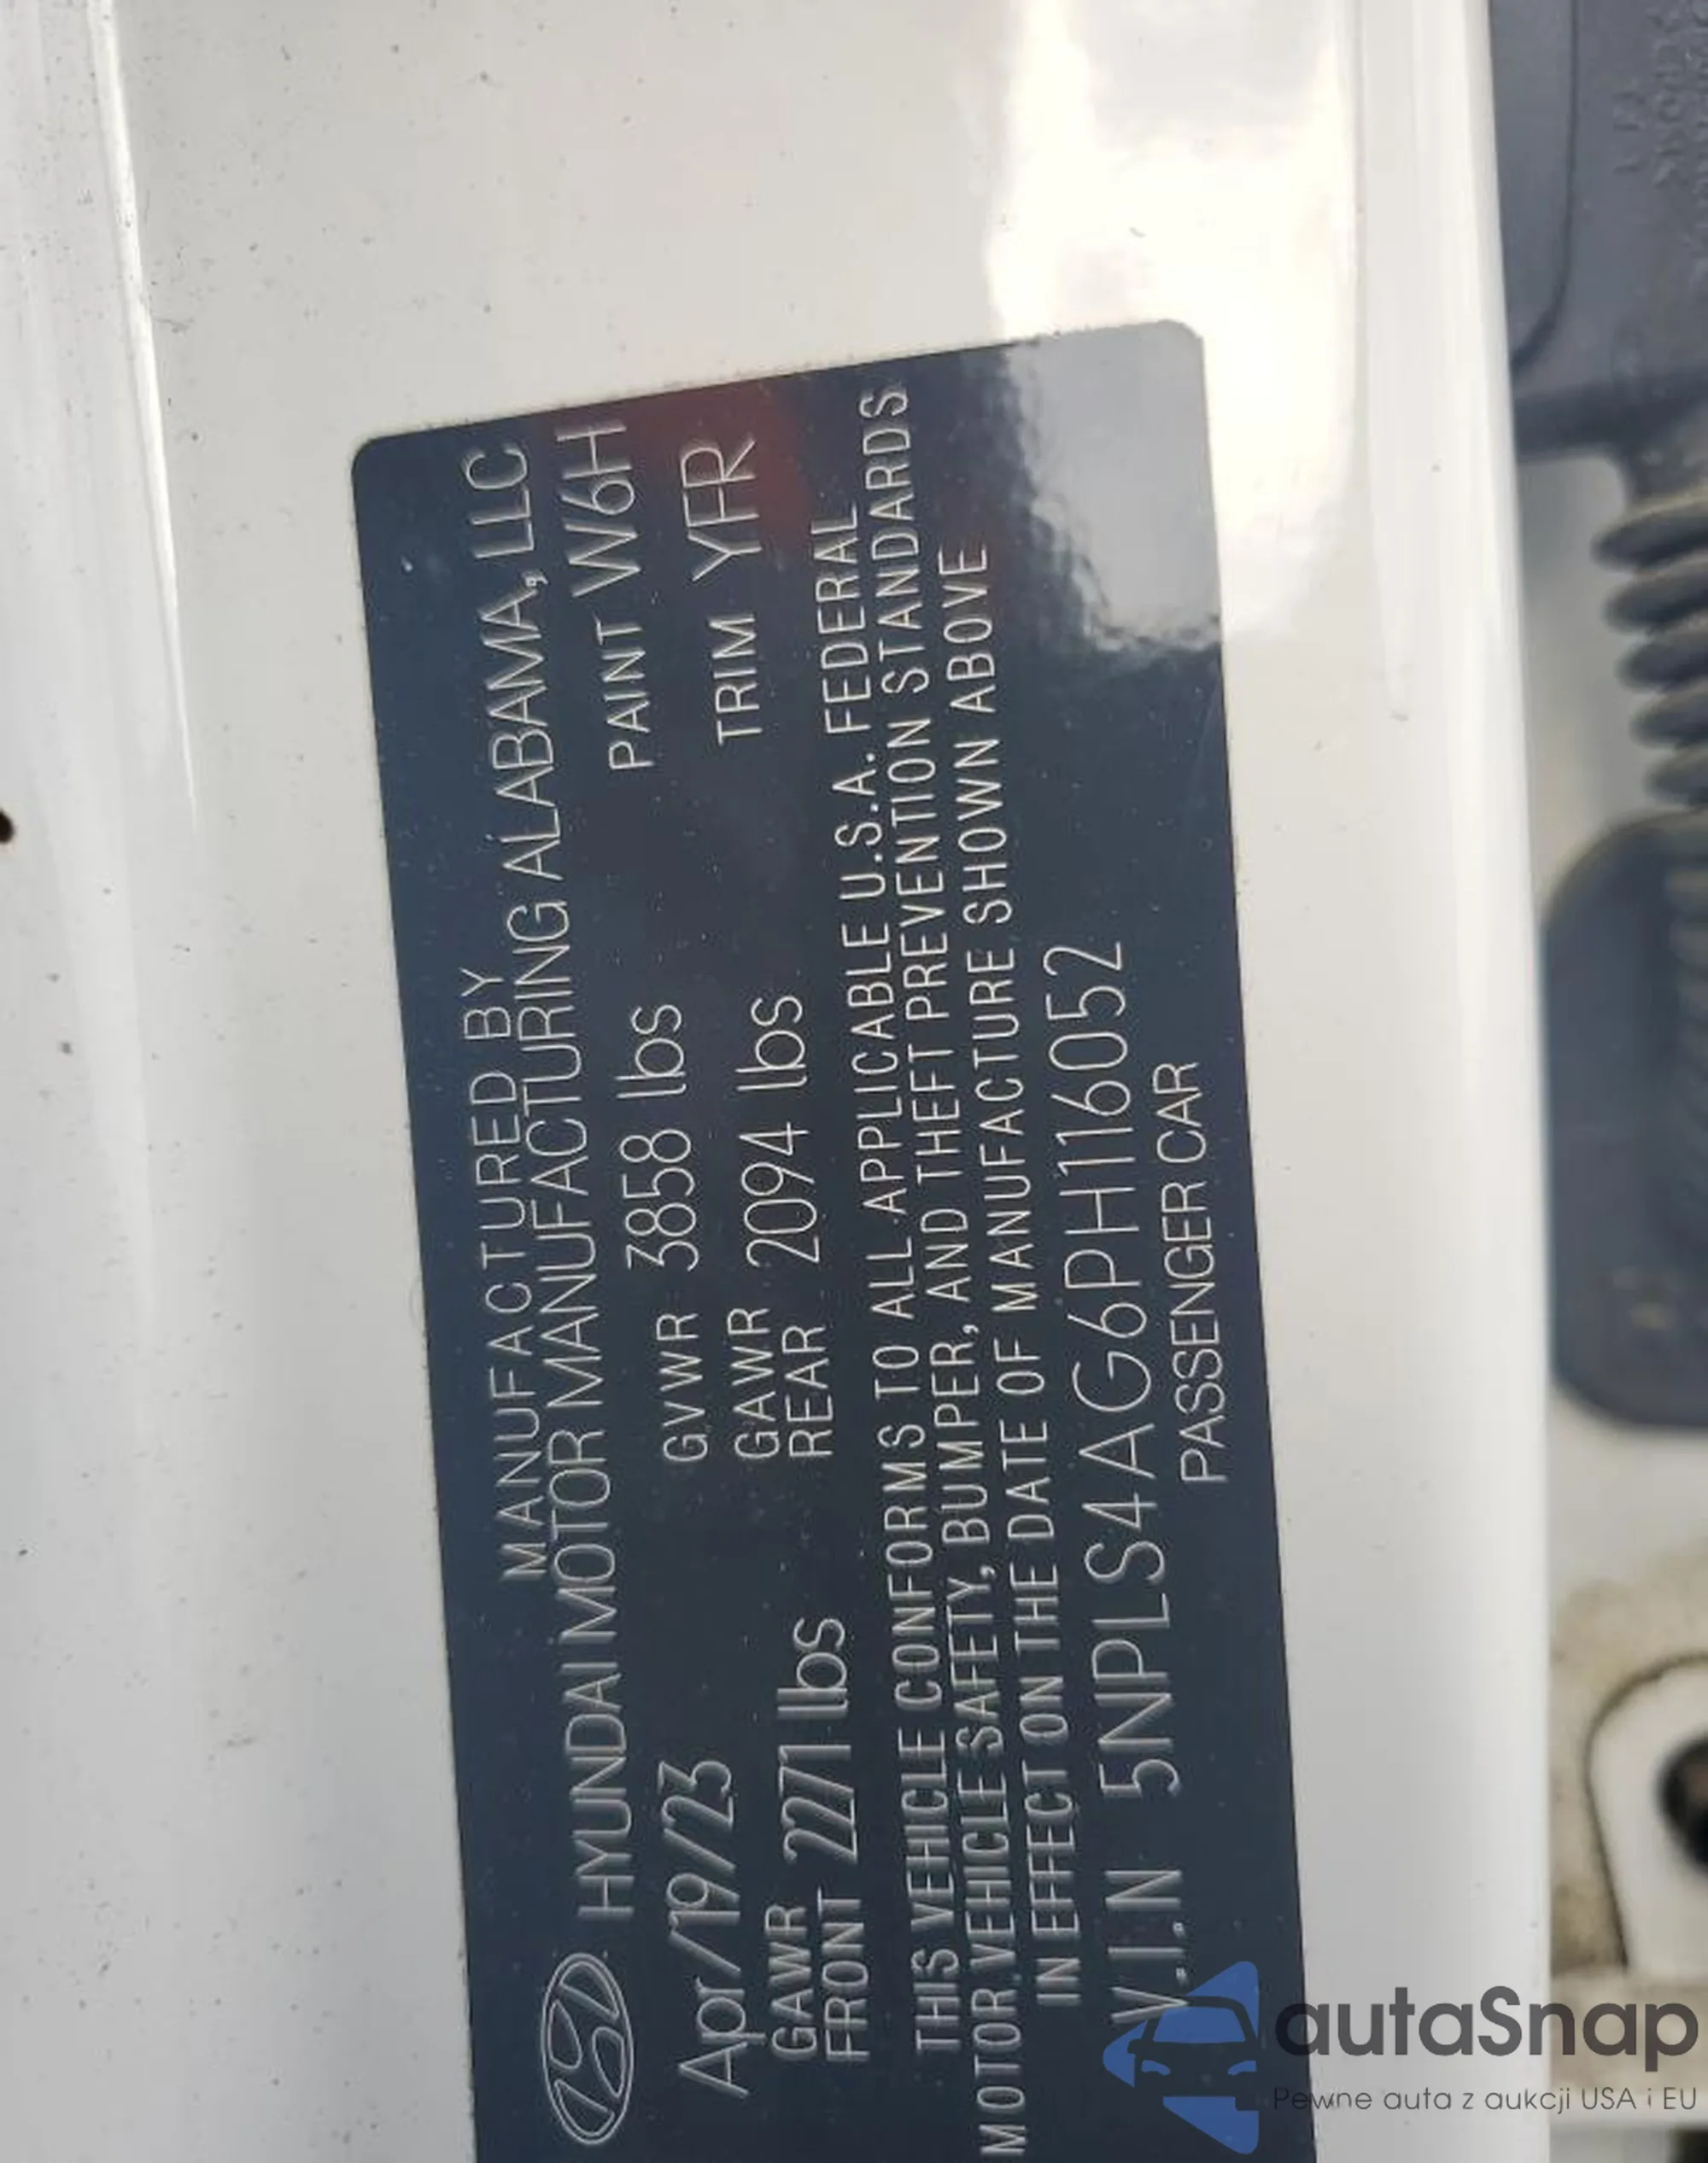 MANUFACTURED BY
HYUNDAI MOTOR MANUFACTURING ALABAMA, LLC
Apr/19/23 GVWR 3858 lbs PAINT W6H
GAWR FRONT 2271 lbs GAWR REAR 2094 lbs TRIM YFR
THIS VEHICLE CONFORMS TO ALL APPLICABLE U.S.A. FEDERAL
MOTOR VEHICLE SAFETY, BUMPER, AND THEFT PREVENTION STANDARDS
IN EFFECT ON THE DATE OF MANUFACTURE SHOWN ABOVE
V.I.N 5NPLS4AG6PH116052
PASSENGER CAR
autaSnap
Pewne auta z aukcji USA i EU